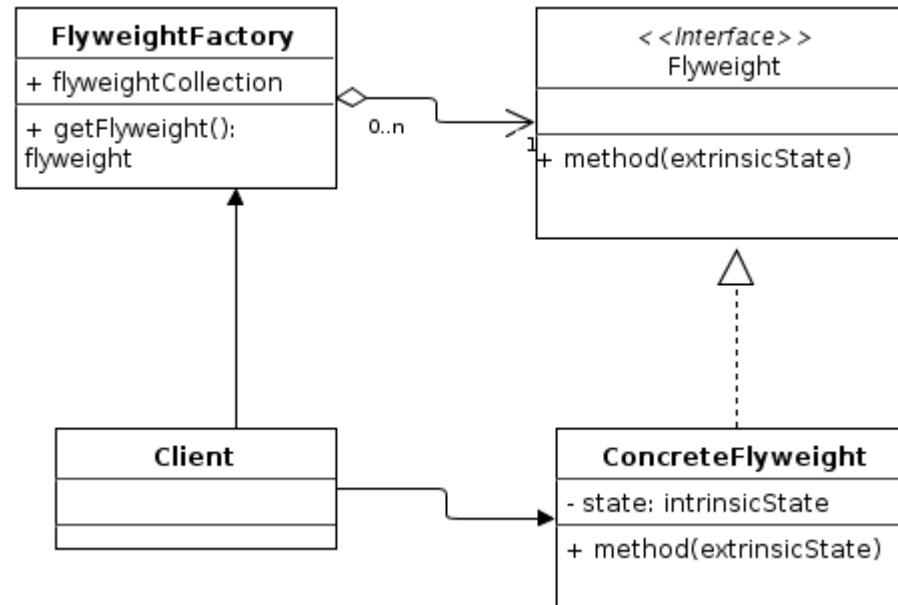 FlyweightFactory
+ flyweightCollection
+ getFlyweight():
flyweight
0..n
1
<<Interface>>
Flyweight
+ method(extrinsicState)
Client
ConcreteFlyweight
- state: intrinsicState
+ method(extrinsicState)